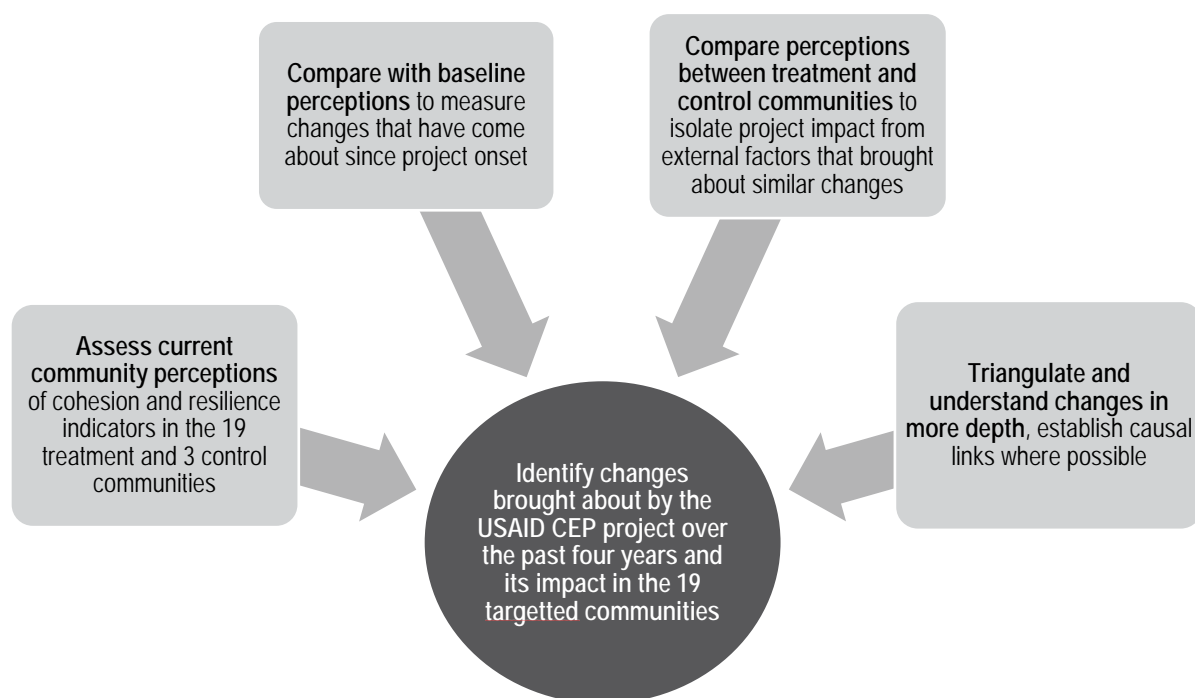 Compare with baseline
perceptions to measure
changes that have come
about since project onset
Compare perceptions
between treatment and
control communities to
isolate project impact from
external factors that brought
about similar changes
Assess current
community perceptions
of cohesion and resilience
indicators in the 19
treatment and 3 control
communities
Triangulate and
understand changes in
more depth, establish causal
links where possible
Identify changes
brought about by the
USAID CEP project over
the past four years and
its impact in the 19
targetted communities